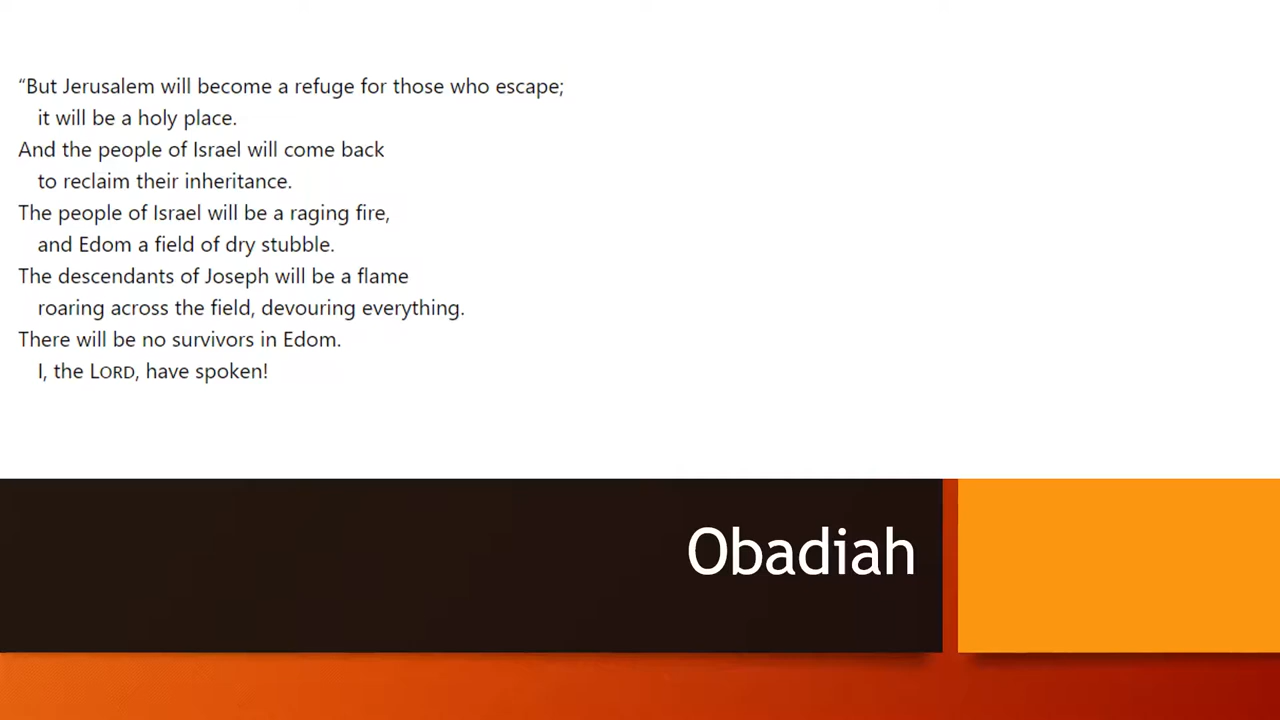 “But Jerusalem will become a refuge for those who escape;
it will be a holy place.
And the people of Israel will come back
to reclaim their inheritance.
The people of Israel will be a raging fire,
and Edom a field of dry stubble.
The descendants of Joseph will be a flame
roaring across the field, devouring everything.
There will be no survivors in Edom.
I, the LORD, have spoken!
Obadiah